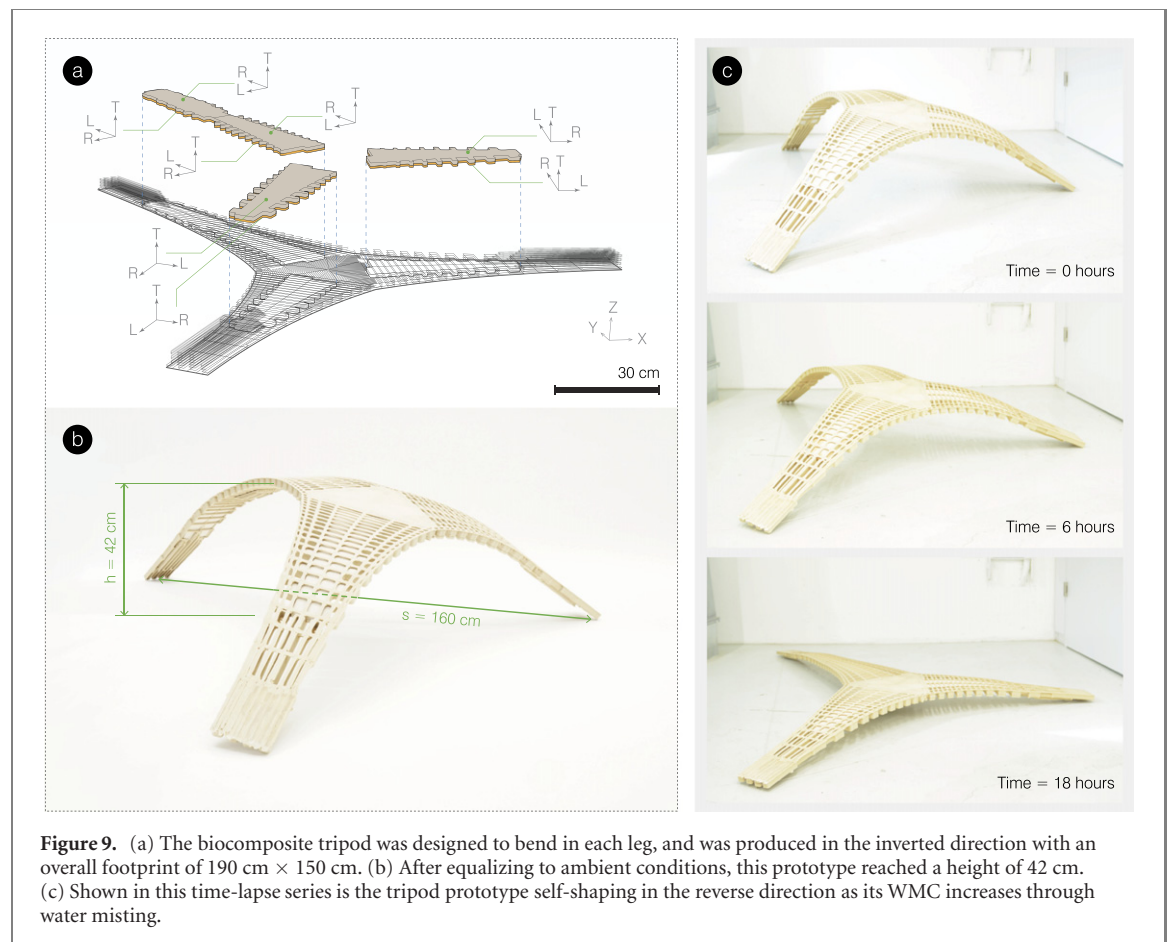 a
R
T
L
L
T
R
R
T
L
L
T
R
L
T
R
R
T
L
T
R
L
T
L
R
Z
Y
X
30 cm
b
h = 42 cm
s = 160 cm
c
Time = 0 hours
Time = 6 hours
Time = 18 hours
Figure 9. (a) The biocomposite tripod was designed to bend in each leg, and was produced in the inverted direction with an
overall footprint of 190 cm × 150 cm. (b) After equalizing to ambient conditions, this prototype reached a height of 42 cm.
(c) Shown in this time-lapse series is the tripod prototype self-shaping in the reverse direction as its WMC increases through
water misting.